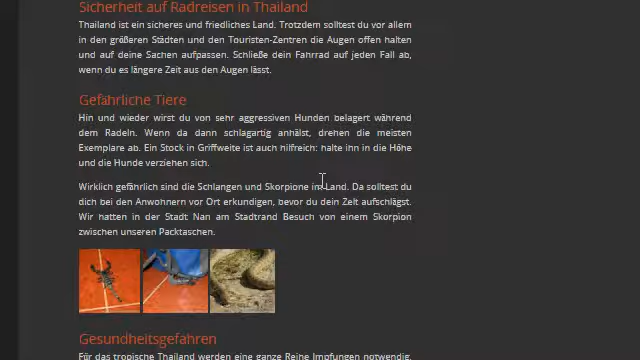 Sicherheit auf Radreisen in Thailand
Thailand ist ein sicheres und friedliches Land. Trotzdem solltest du vor allem
in den größeren Städten und den Touristen-Zentren die Augen offen halten
und auf deine Sachen aufpassen. Schließe dein Fahrrad auf jeden Fall ab,
wenn du es längere Zeit aus den Augen lässt.
Gefährliche Tiere
Hin und wieder wirst du von sehr aggressiven Hunden belagert während
dem Radeln. Wenn da dann schlagartig anhälst, drehen die meisten
Exemplare ab. Ein Stock in Griffweite ist auch hilfreich: halte ihn in die Höhe
und die Hunde verziehen sich.
Wirklich gefährlich sind die Schlangen und Skorpione im Land. Da solltest du
dich bei den Anwohnern vor Ort erkundigen, bevor du dein Zelt aufschlägst.
Wir hatten in der Stadt Nan am Stadtrand Besuch von einem Skorpion
zwischen unseren Packtaschen.
Gesundheitsgefahren
Für das tropische Thailand werden eine ganze Reihe Impfungen notwendig.